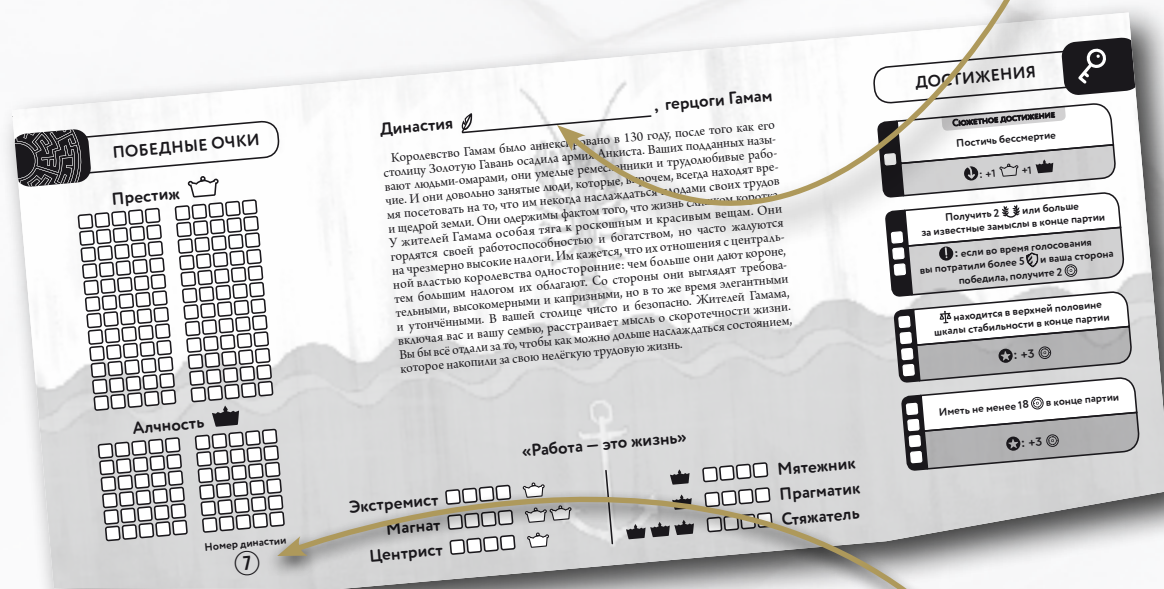 ПОБЕДНЫЕ ОЧКИ
Престиж
Алчность
Номер династии
7
Династия , герцоги Гамам
Королевство Гамам было аннексировано в 130 году, после того как его
столицу Золотую Гавань осадила армия Анкиста. Ваших подданных назы-
вают людьми-омарами, они умелые ремесленники и трудолюбивые рабо-
чие. И они довольно занятые люди, которые, впрочем, всегда находят вре-
мя посетовать на то, что им некогда наслаждаться плодами своих трудов
и щедрой земли. Они одержимы фактом того, что жизнь слишком коротка.
У жителей Гамама особая тяга к роскошным и красивым вещам. Они
гордятся своей работоспособностью и богатством, но часто жалуются
на чрезмерно высокие налоги. Им кажется, что их отношения с централь-
ной властью королевства односторонние: чем больше они дают короне,
тем большим налогом их облагают. Со стороны они выглядят требова-
тельными, высокомерными и капризными, но в то же время элегантными
и утончёнными. В вашей столице чисто и безопасно. Жителей Гамама,
включая вас и вашу семью, расстраивает мысль о скоротечности жизни.
Вы бы всё отдали за то, чтобы как можно дольше наслаждаться состоянием,
которое накопили за свою нелёгкую трудовую жизнь.
«Работа — это жизнь»
Экстремист
Магнат
Центрист
Мятежник
Прагматик
Стяжатель
ДОСТИЖЕНИЯ
Сюжетное достижение
Постичь бессмертие
: +1 +1
Получить 2 или больше
за известные замыслы в конце партии
: если во время голосования
вы потратили более 5 и ваша сторона
победила, получите 2
находится в верхней половине
шкалы стабильности в конце партии
: +3
Иметь не менее 18 в конце партии
: +3